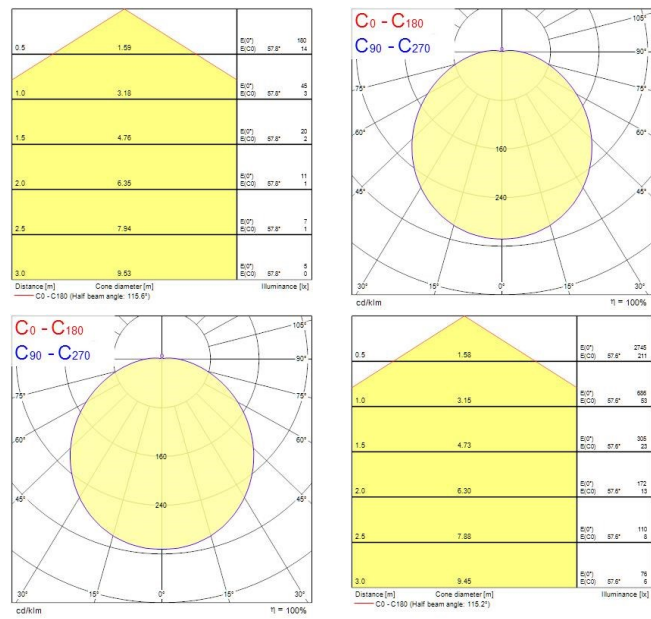 0.5 1.59 E(0°) 180
E(C0) 57.8° 14
1.0 3.18 E(0°) 45
E(C0) 57.8° 3
1.5 4.76 E(0°) 20
E(C0) 57.8° 2
2.0 6.35 E(0°) 11
E(C0) 57.8° 1
2.5 7.94 E(0°) 7
E(C0) 57.8° 1
3.0 9.53 E(0°) 5
E(C0) 57.8° 0
Distance [m] Cone diameter [m] Illuminance [lx]
C0 - C180 (Half beam angle: 115.6°)
C0 - C180
C90 - C270
0
105°
90°
75° 75°
60° 60°
45° 45°
160
240
30° 15° 0° 15° 30°
cd/klm η = 100%
C0 - C180
C90 - C270
0
105°
90°
75° 75°
60° 60°
45° 45°
160
240
30° 15° 0° 15° 30°
cd/klm η = 100%
0.5 1.58 E(0°) 2745
E(C0) 57.6° 211
1.0 3.15 E(0°) 686
E(C0) 57.6° 53
1.5 4.73 E(0°) 305
E(C0) 57.6° 23
2.0 6.30 E(0°) 172
E(C0) 57.6° 13
2.5 7.88 E(0°) 110
E(C0) 57.6° 8
3.0 9.45 E(0°) 76
E(C0) 57.6° 6
Distance [m] Cone diameter [m] Illuminance [lx]
C0 - C180 (Half beam angle: 115.2°)